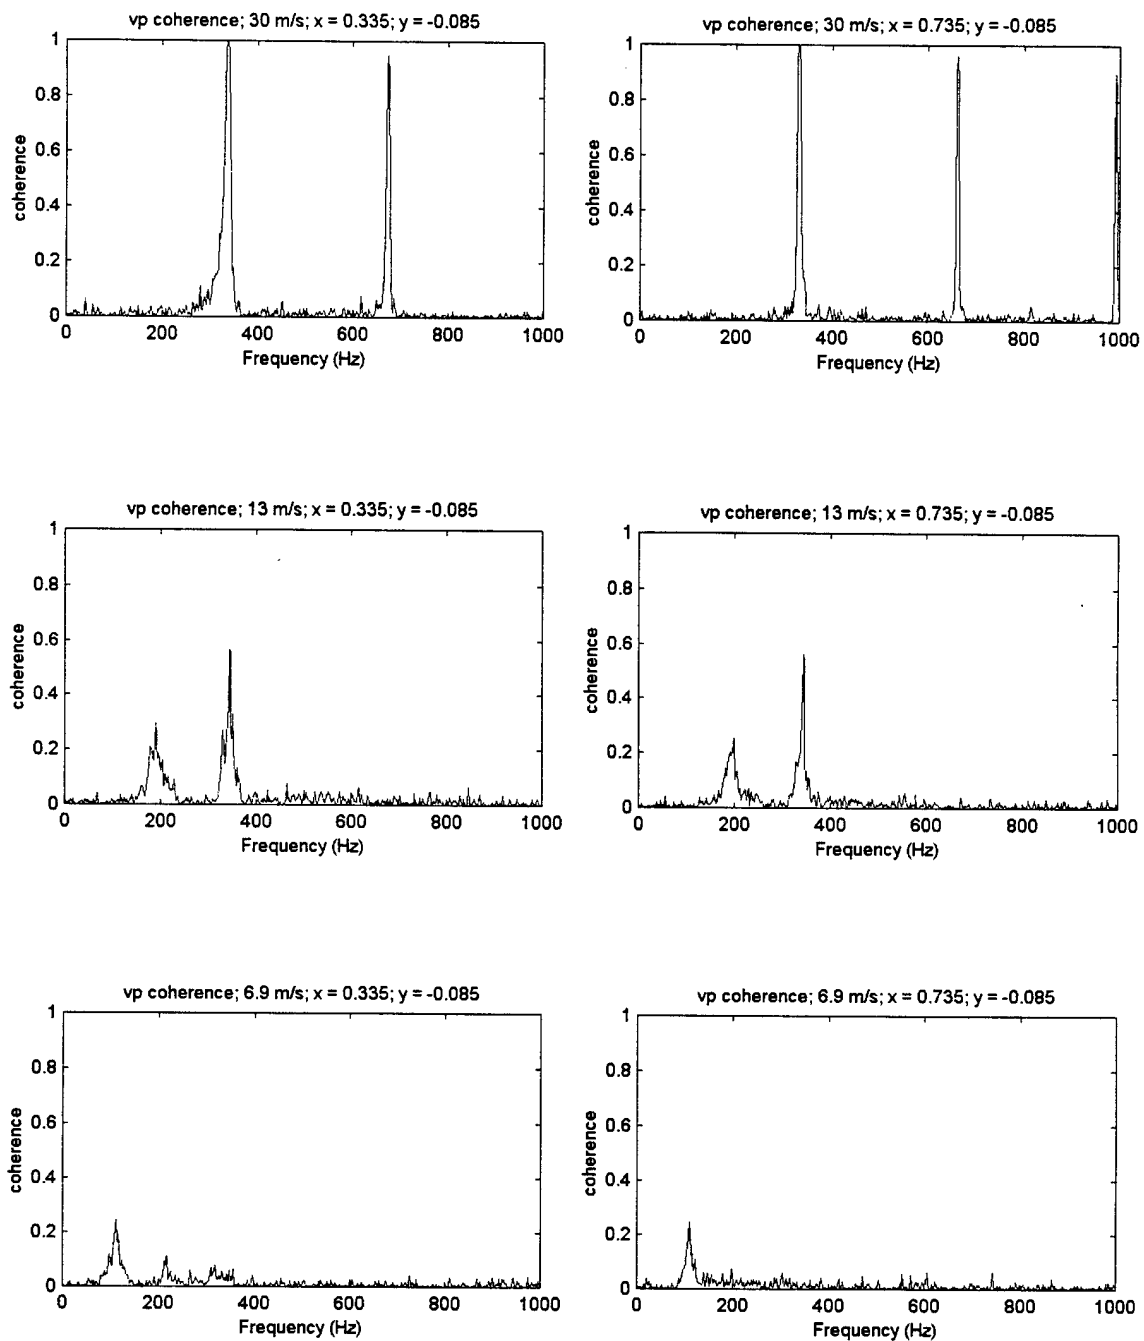 vp coherence; 30 m/s; x = 0.335; y = -0.085
1
0.8
0.6
0.4
0.2
0
coherence
0 200 400 600 800 1000
Frequency (Hz)
vp coherence; 30 m/s; x = 0.735; y = -0.085
1
0.8
0.6
0.4
0.2
0
coherence
0 200 400 600 800 1000
Frequency (Hz)
vp coherence; 13 m/s; x = 0.335; y = -0.085
1
0.8
0.6
0.4
0.2
0
coherence
0 200 400 600 800 1000
Frequency (Hz)
vp coherence; 13 m/s; x = 0.735; y = -0.085
1
0.8
0.6
0.4
0.2
0
coherence
0 200 400 600 800 1000
Frequency (Hz)
vp coherence; 6.9 m/s; x = 0.335; y = -0.085
1
0.8
0.6
0.4
0.2
0
coherence
0 200 400 600 800 1000
Frequency (Hz)
vp coherence; 6.9 m/s; x = 0.735; y = -0.085
1
0.8
0.6
0.4
0.2
0
coherence
0 200 400 600 800 1000
Frequency (Hz)